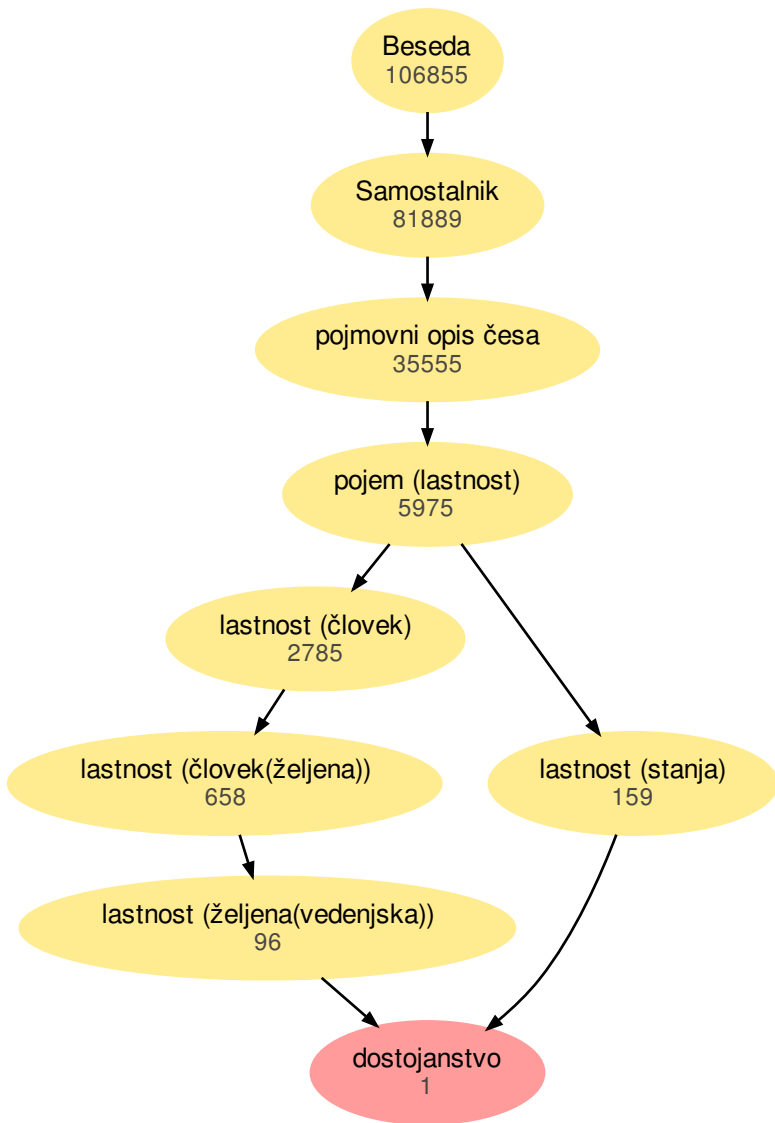 Beseda
106855
Samostalnik
81889
pojmovni opis česa
35555
pojem (lastnost)
5975
lastnost (človek)
2785
lastnost (človek(željena))
658
lastnost (stanja)
159
lastnost (željena(vedenjska))
96
dostojanstvo
1